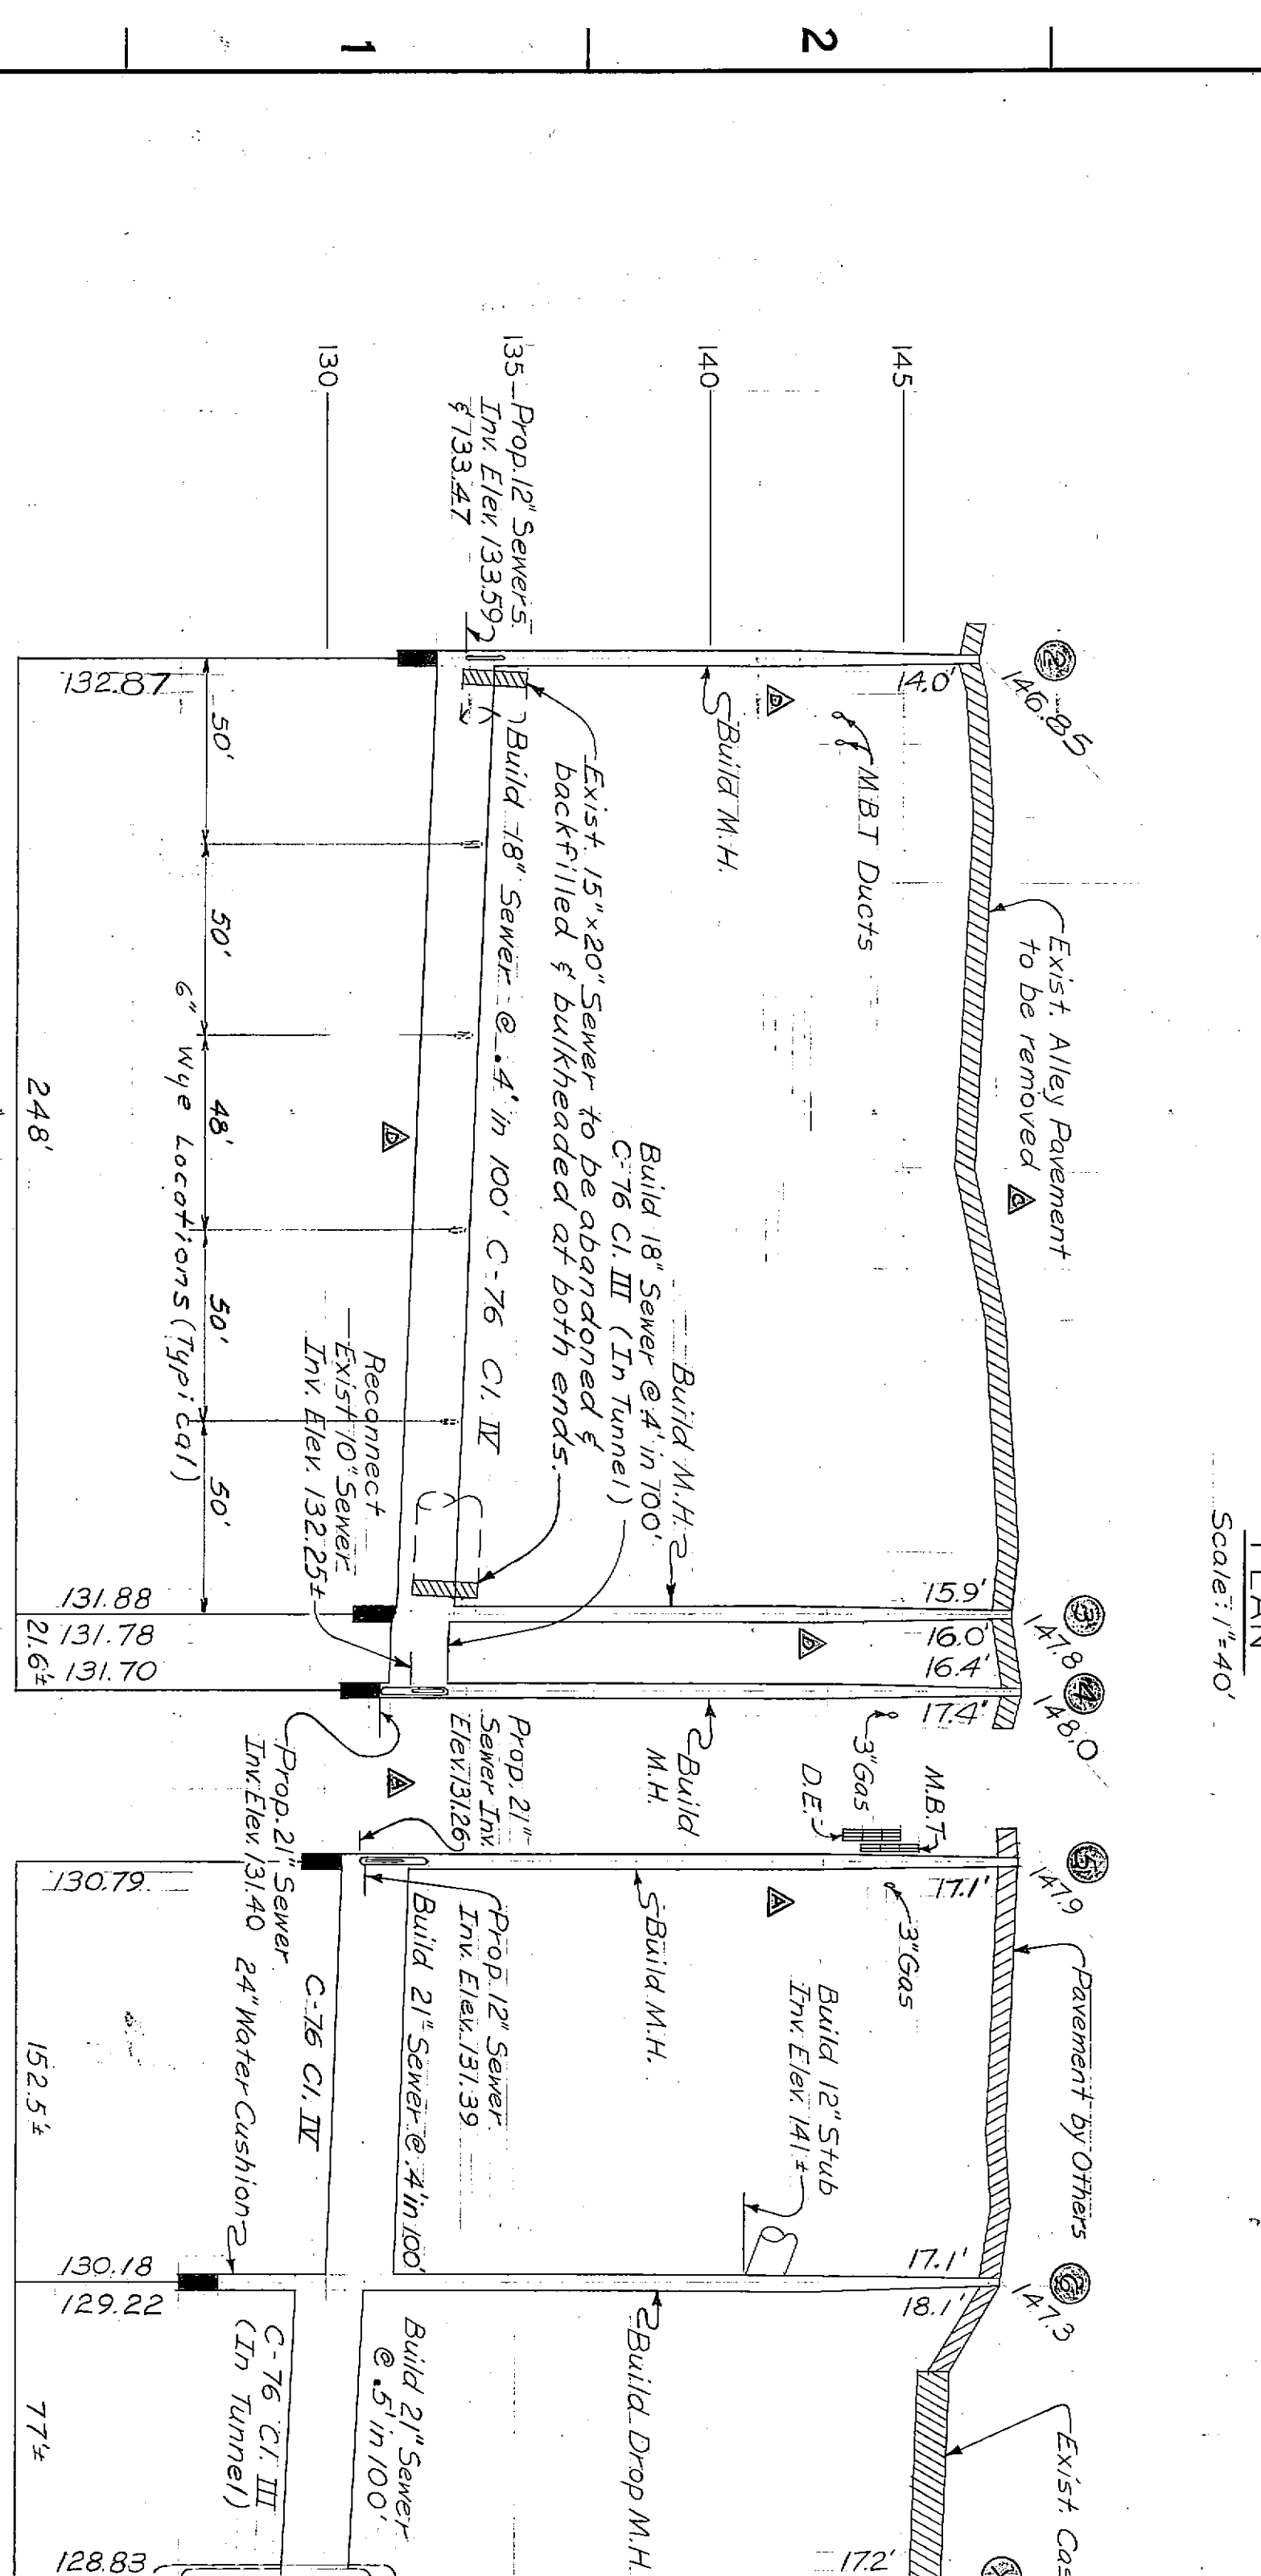 1
2
PLAN
Scale: 1"=40'
130
135
140
145
2
146.85
3
147.8
4
148.0
5
147.9
6
147.3
Exist. Alley Pavement
to be removed
C
Pavement by Others
Exist.
M.B.T Ducts
14.0'
D
Build M.H.
Prop. 12" Sewers
Inv. Elev. 133.59
& 133.47
Exist. 15"x20" Sewer to be abandoned &
backfilled & bulkheaded at both ends.
Build 18" Sewer @ .4' in 100' C-76 Cl. IV
Build M.H.
Build 18" Sewer @ .4' in 100'
C-76 Cl. III (In Tunnel)
D
15.9'
16.0'
16.4'
17.4'
D
Reconnect
Exist 10" Sewer
Inv. Elev. 132.25±
50'
50'
48'
50'
50'
6" Wye Locations (Typical)
132.87
248'
131.88
131.78
131.70
21.6'±
Build
M.H.
3" Gas
D.E.
M.B.T.
Prop. 21"
Sewer Inv.
Elev. 131.26
A
Prop. 21" Sewer
Inv. Elev. 131.40
17.1'
3" Gas
A
Build M.H.
Build 12" Stub
Inv. Elev. 141±
Prop. 12" Sewer
Inv. Elev. 131.39
Build 21" Sewer @ .4' in 100'
C-76 Cl. IV
24" Water Cushion
130.79
152.5'±
130.18
129.22
17.1'
18.1'
Build Drop M.H.
Build 21" Sewer
@ .5' in 100'
C-76 Cl. III
(In Tunnel)
77'±
128.83
17.2'